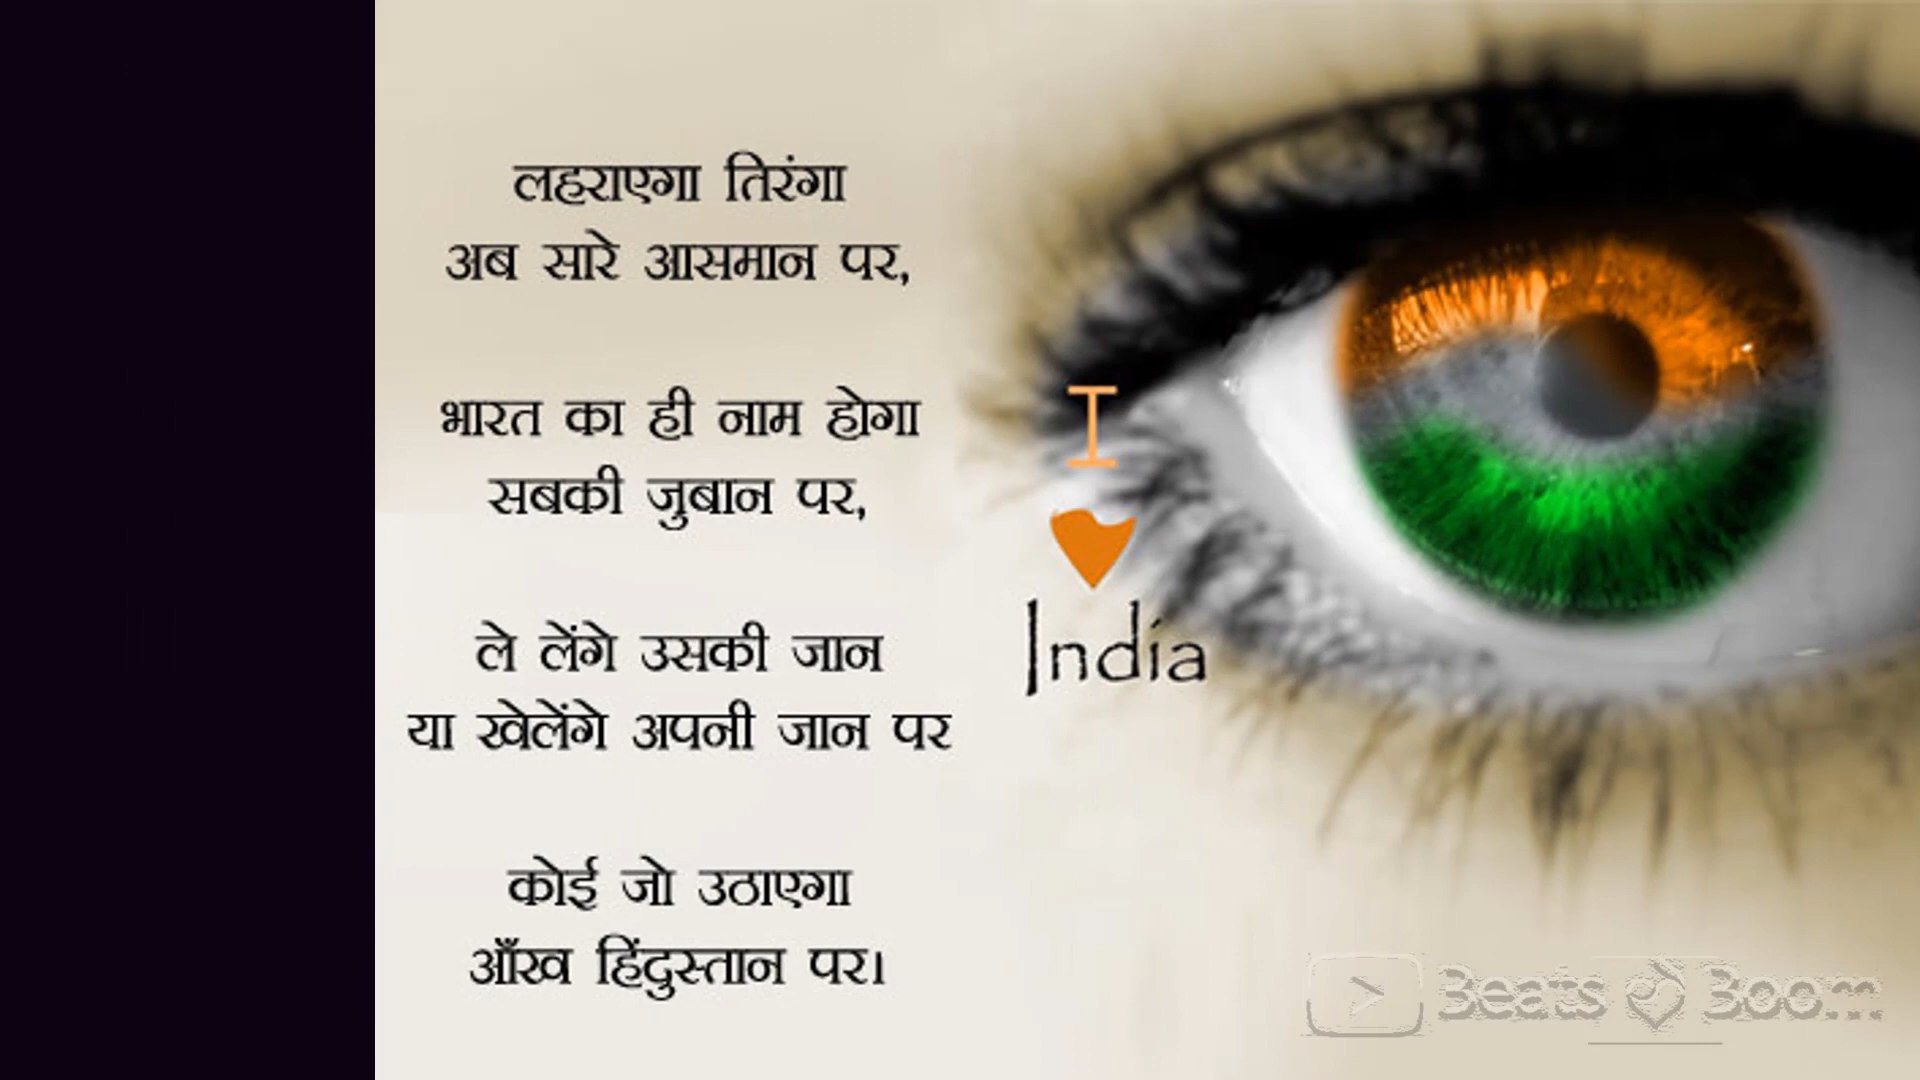 लहराएगा तिरंगा
अब सारे आसमान पर,
भारत का ही नाम होगा
सबकी जुबान पर,
ले लेंगे उसकी जान
या खेलेंगे अपनी जान पर
कोई जो उठाएगा
आँख हिंदुस्तान पर।
I
India
Beats Boom